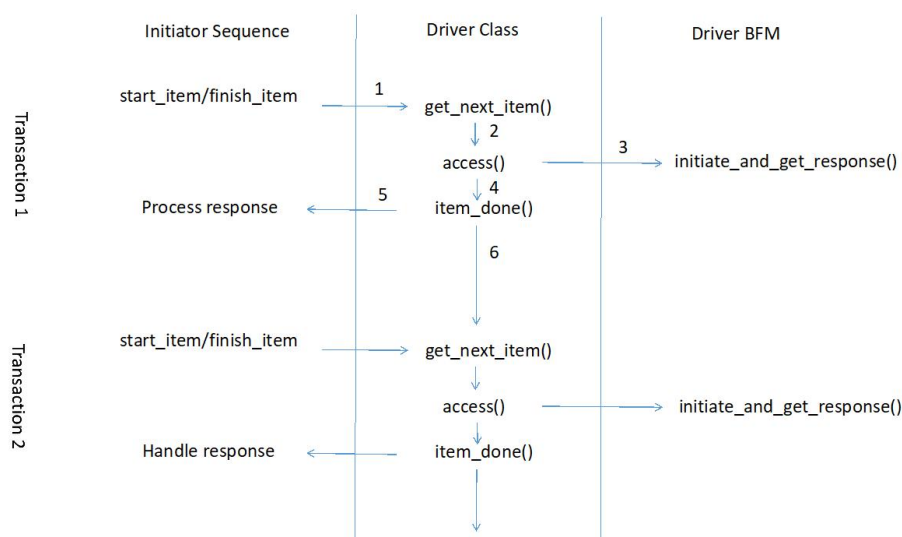 Initiator Sequence
Driver Class
Driver BFM
Transaction 1
start_item/finish_item
1
get_next_item()
2
access()
3
initiate_and_get_response()
4
Process response
5
item_done()
6
Transaction 2
start_item/finish_item
get_next_item()
access()
initiate_and_get_response()
Handle response
item_done()